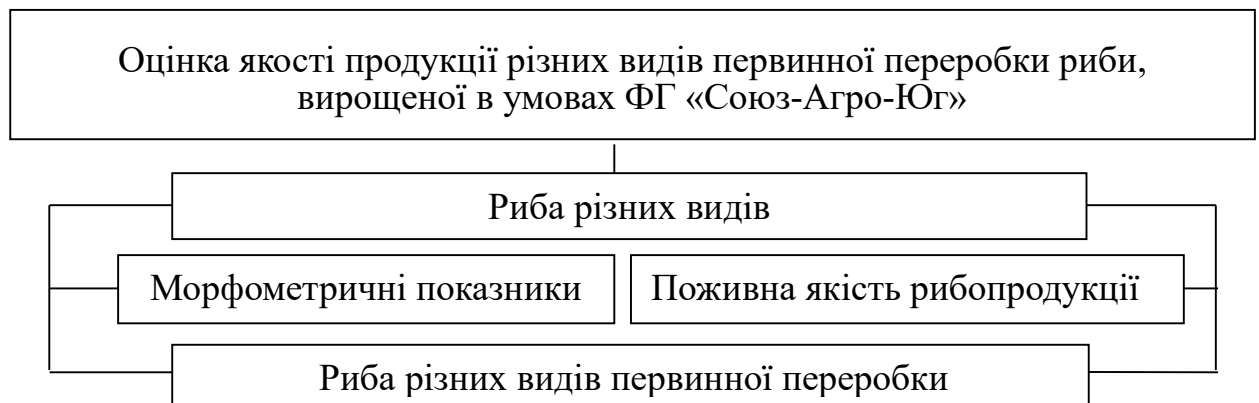 Оцінка якості продукції різних видів первинної переробки риби,
вирощеної в умовах ФГ «Союз-Агро-Юг»
Риба різних видів
Морфометричні показники
Поживна якість рибопродукції
Риба різних видів первинної переробки